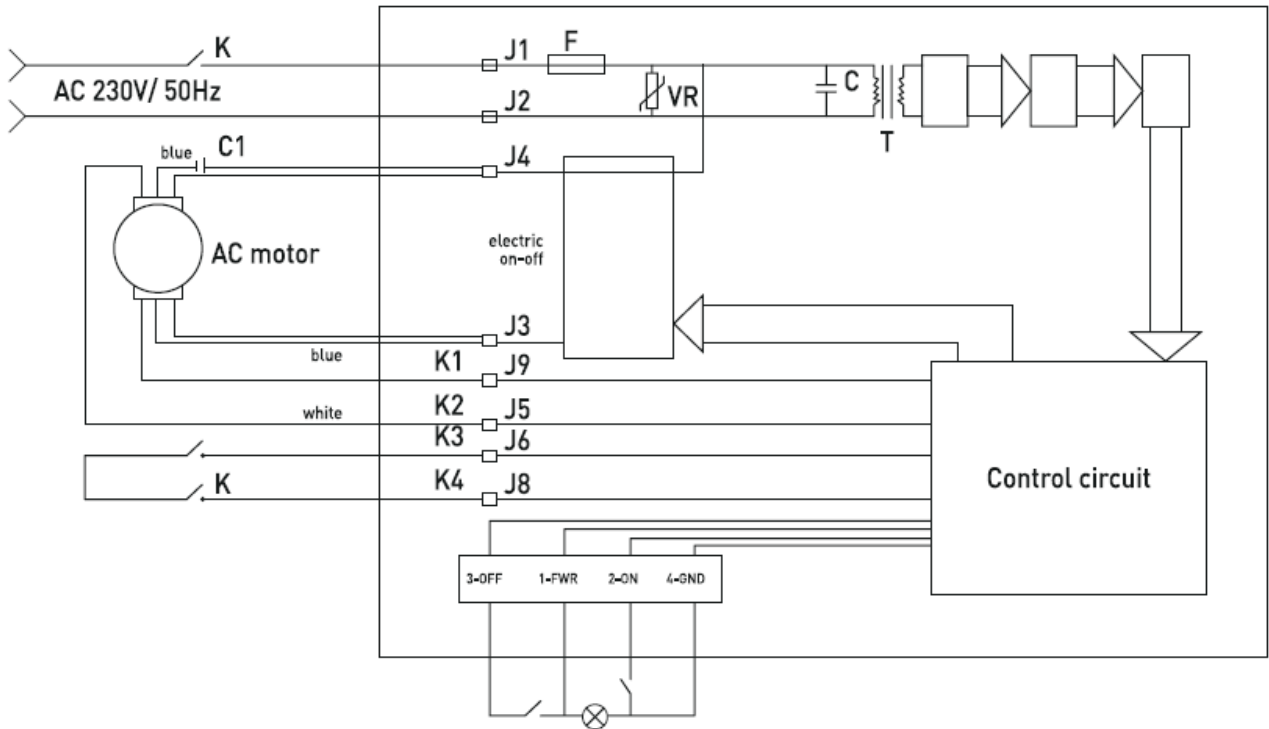 K
J1
F
AC 230V/ 50Hz
J2
VR
C
T
blue
C1
J4
AC motor
electric
on-off
J3
blue
K1
J9
white
K2
J5
K3
J6
K
K4
J8
Control circuit
3-OFF
1-FWR
2-ON
4-GND